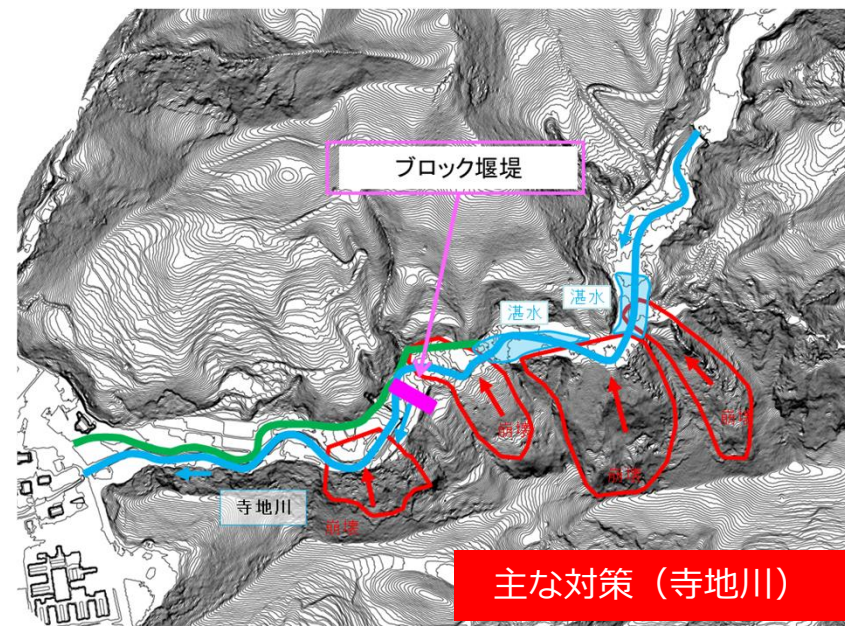 ブロック堰堤
湛水
湛水
崩壊
崩壊
崩壊
寺地川
崩壊
主な対策（寺地川）